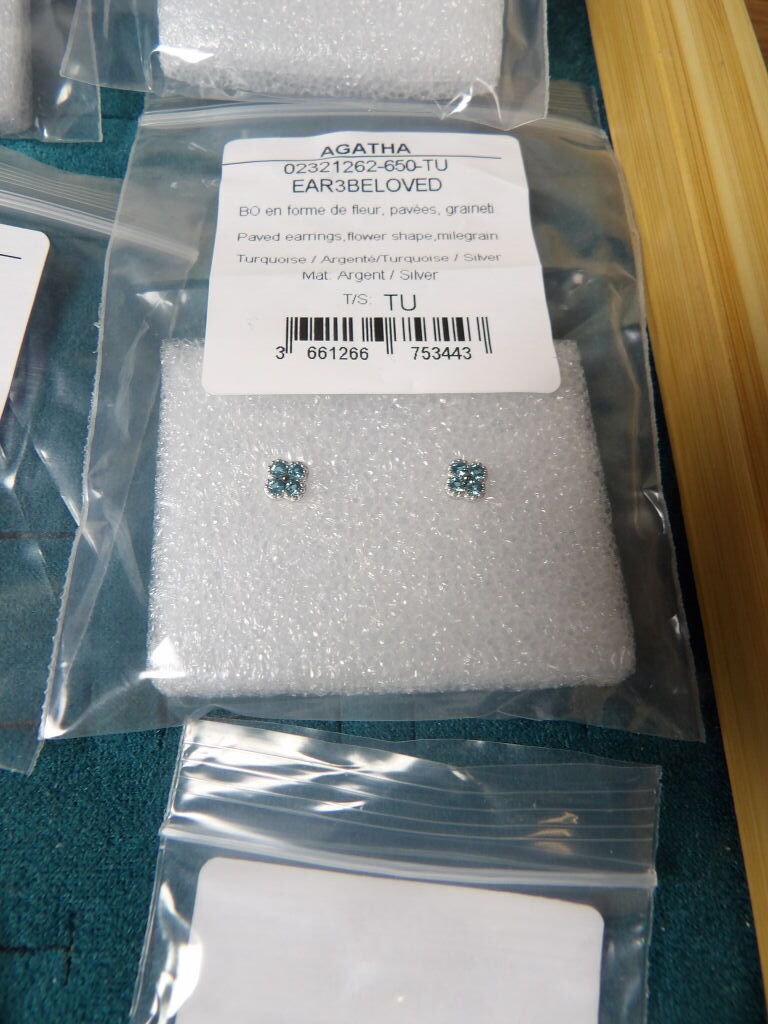 AGATHA
02321262-650-TU
EAR3BELOVED
BO en forme de fleur, pavées, graineti
Paved earrings,flower shape,milegrain
Turquoise / Argenté/Turquoise / Silver
Mat: Argent / Silver
T/S: TU
3 661266 753443